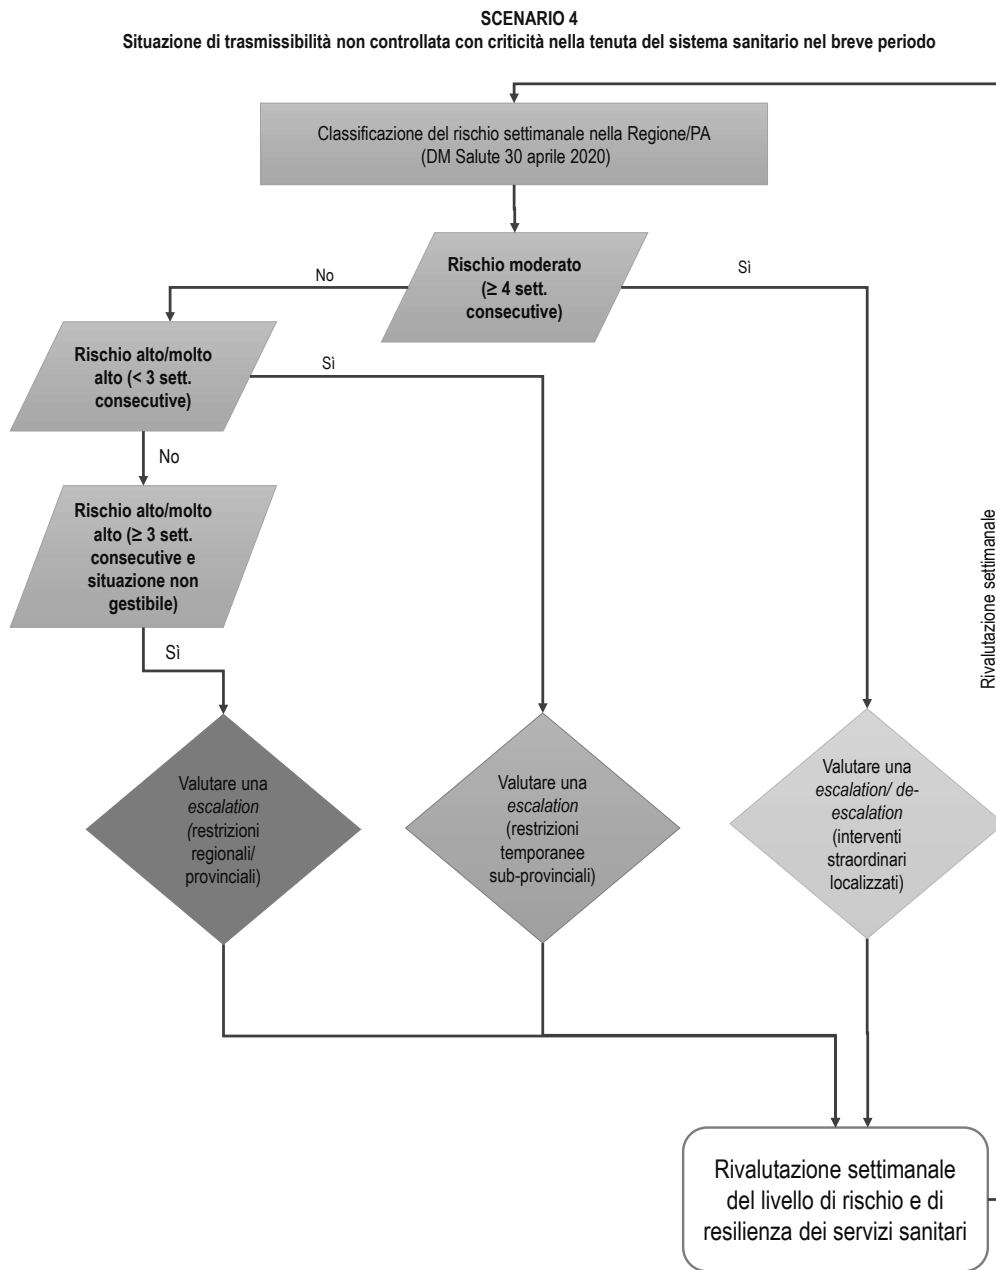 SCENARIO 4
Situazione di trasmissibilità non controllata con criticità nella tenuta del sistema sanitario nel breve periodo
Classificazione del rischio settimanale nella Regione/PA
(DM Salute 30 aprile 2020)
Rischio moderato
(≥ 4 sett.
consecutive)
No
Sì
Rischio alto/molto
alto (< 3 sett.
consecutive)
Sì
No
Rischio alto/molto
alto (≥ 3 sett.
consecutive e
situazione non
gestibile)
Sì
Rivalutazione settimanale
Valutare una
escalation
(restrizioni
regionali/
provinciali)
Valutare una
escalation
(restrizioni
temporanee
sub-provinciali)
Valutare una
escalation/ de-
escalation
(interventi
straordinari
localizzati)
Rivalutazione settimanale
del livello di rischio e di
resilienza dei servizi sanitari